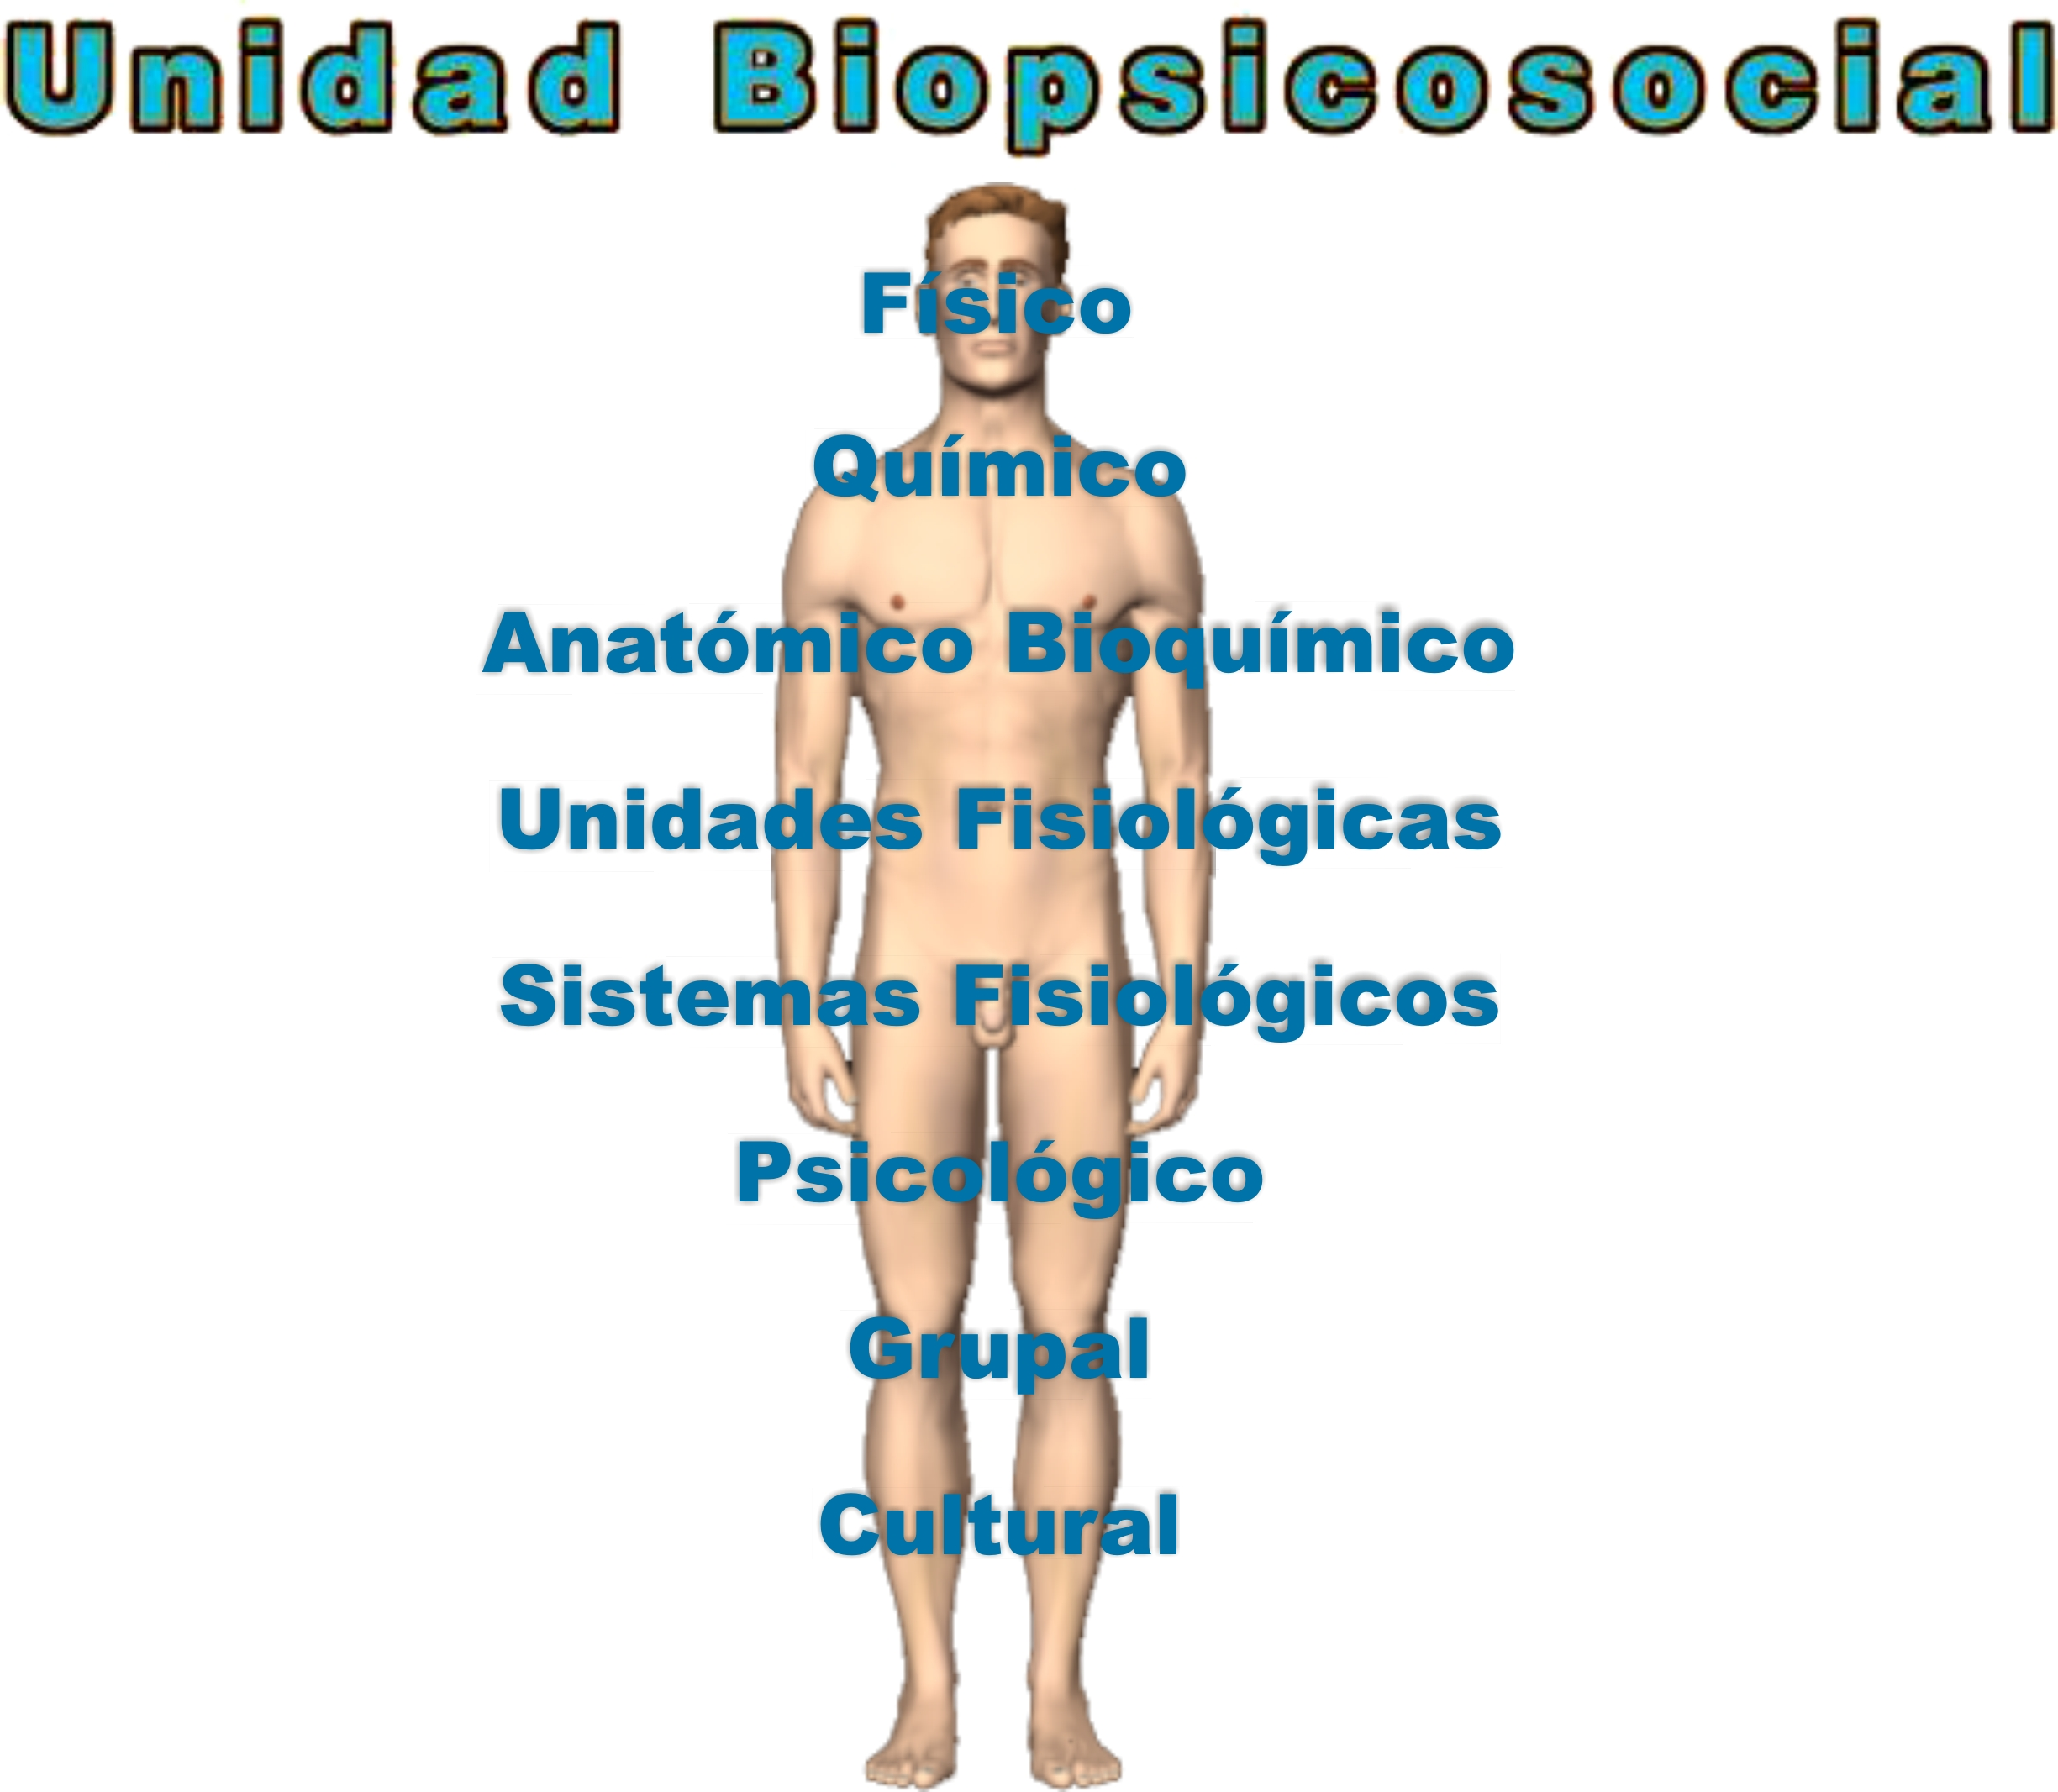 Unidad Biopsicosocial
Físico
Químico
Anatómico Bioquímico
Unidades Fisiológicas
Sistemas Fisiológicos
Psicológico
Grupal
Cultural